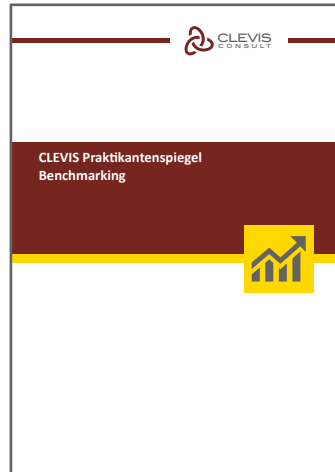 CLEVIS
CONSULT
CLEVIS Praktikantenspiegel
Benchmarking